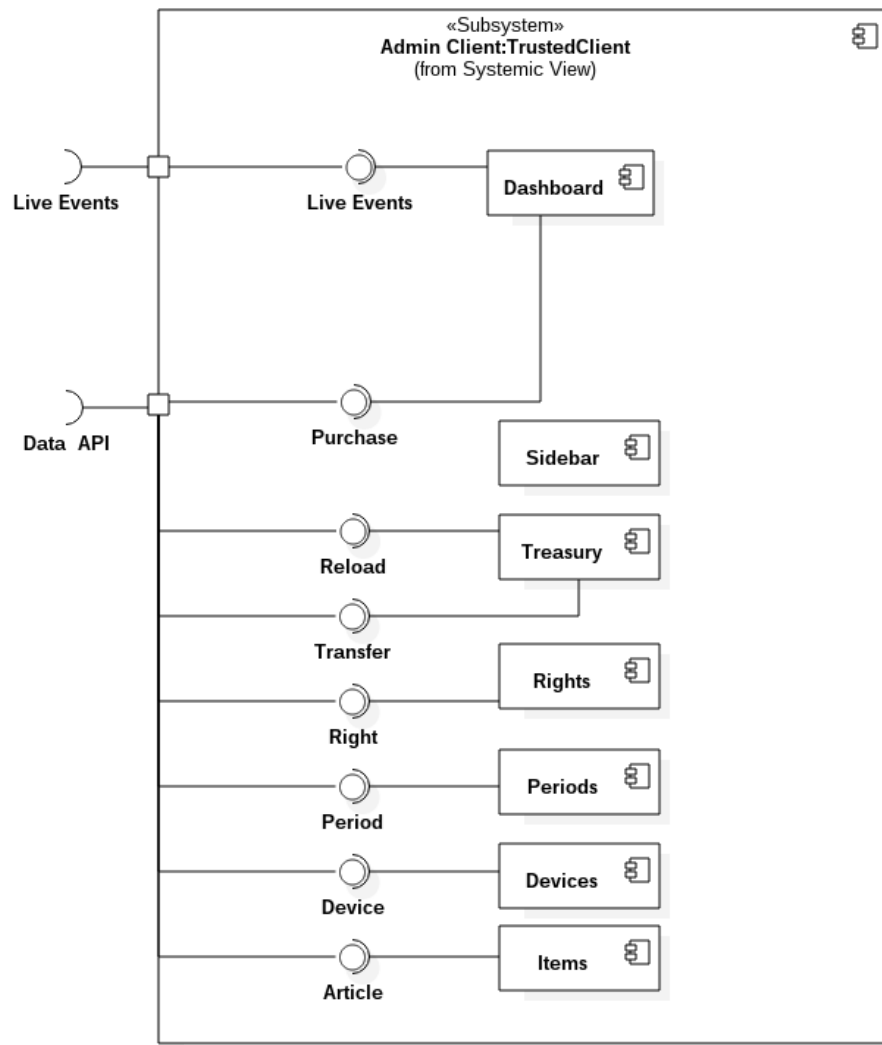 «Subsystem»
Admin Client:TrustedClient
(from Systemic View)
Dashboard
Live Events
Live Events
Data  API
Purchase
Sidebar
Treasury
Reload
Transfer
Rights
Right
Periods
Period
Devices
Device
Items
Article